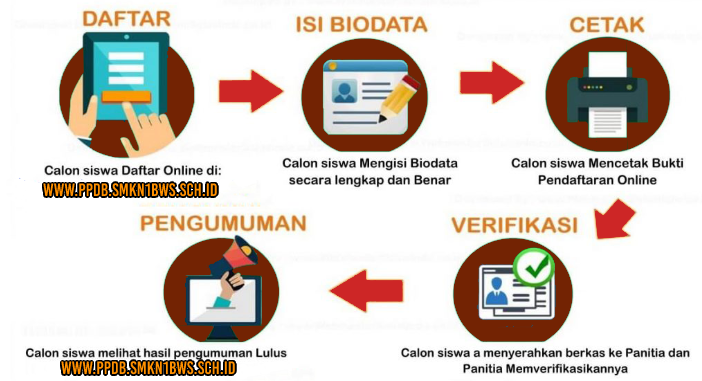 DAFTAR
Calon siswa Daftar Online di:
WWW.PPDB.SMKN1BWS.SCH.ID
ISI BIODATA
Calon siswa Mengisi Biodata
secara lengkap dan Benar
CETAK
Calon siswa Mencetak Bukti
Pendaftaran Online
VERIFIKASI
Calon siswa a menyerahkan berkas ke Panitia dan
Panitia Memverifikasikannya
PENGUMUMAN
Calon siswa melihat hasil pengumuman Lulus
WWW.PPDB.SMKN1BWS.SCH.ID